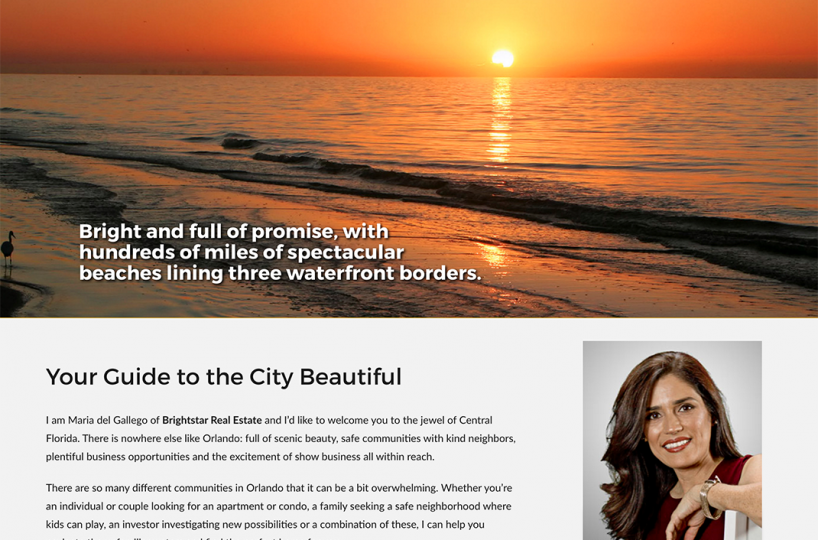 Bright and full of promise, with
hundreds of miles of spectacular
beaches lining three waterfront borders.
Your Guide to the City Beautiful
I am Maria del Gallego of Brightstar Real Estate and I'd like to welcome you to the jewel of Central
Florida. There is nowhere else like Orlando: full of scenic beauty, safe communities with kind neighbors,
plentiful business opportunities and the excitement of show business all within reach.
There are so many different communities in Orlando that it can be a bit overwhelming. Whether you're
an individual or couple looking for an apartment or condo, a family seeking a safe neighborhood where
kids can play, an investor investigating new possibilities or a combination of these, I can help you